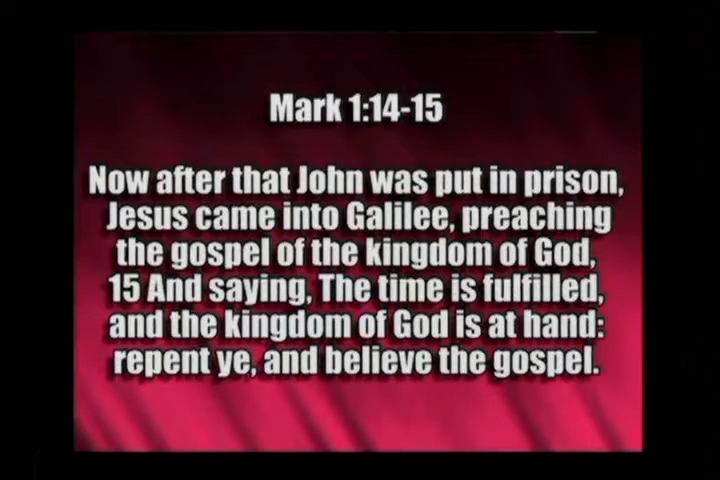 Mark 1:14-15
Now after that John was put in prison,
Jesus came into Galilee, preaching
the gospel of the kingdom of God,
15 And saying, The time is fulfilled,
and the kingdom of God is at hand:
repent ye, and believe the gospel.